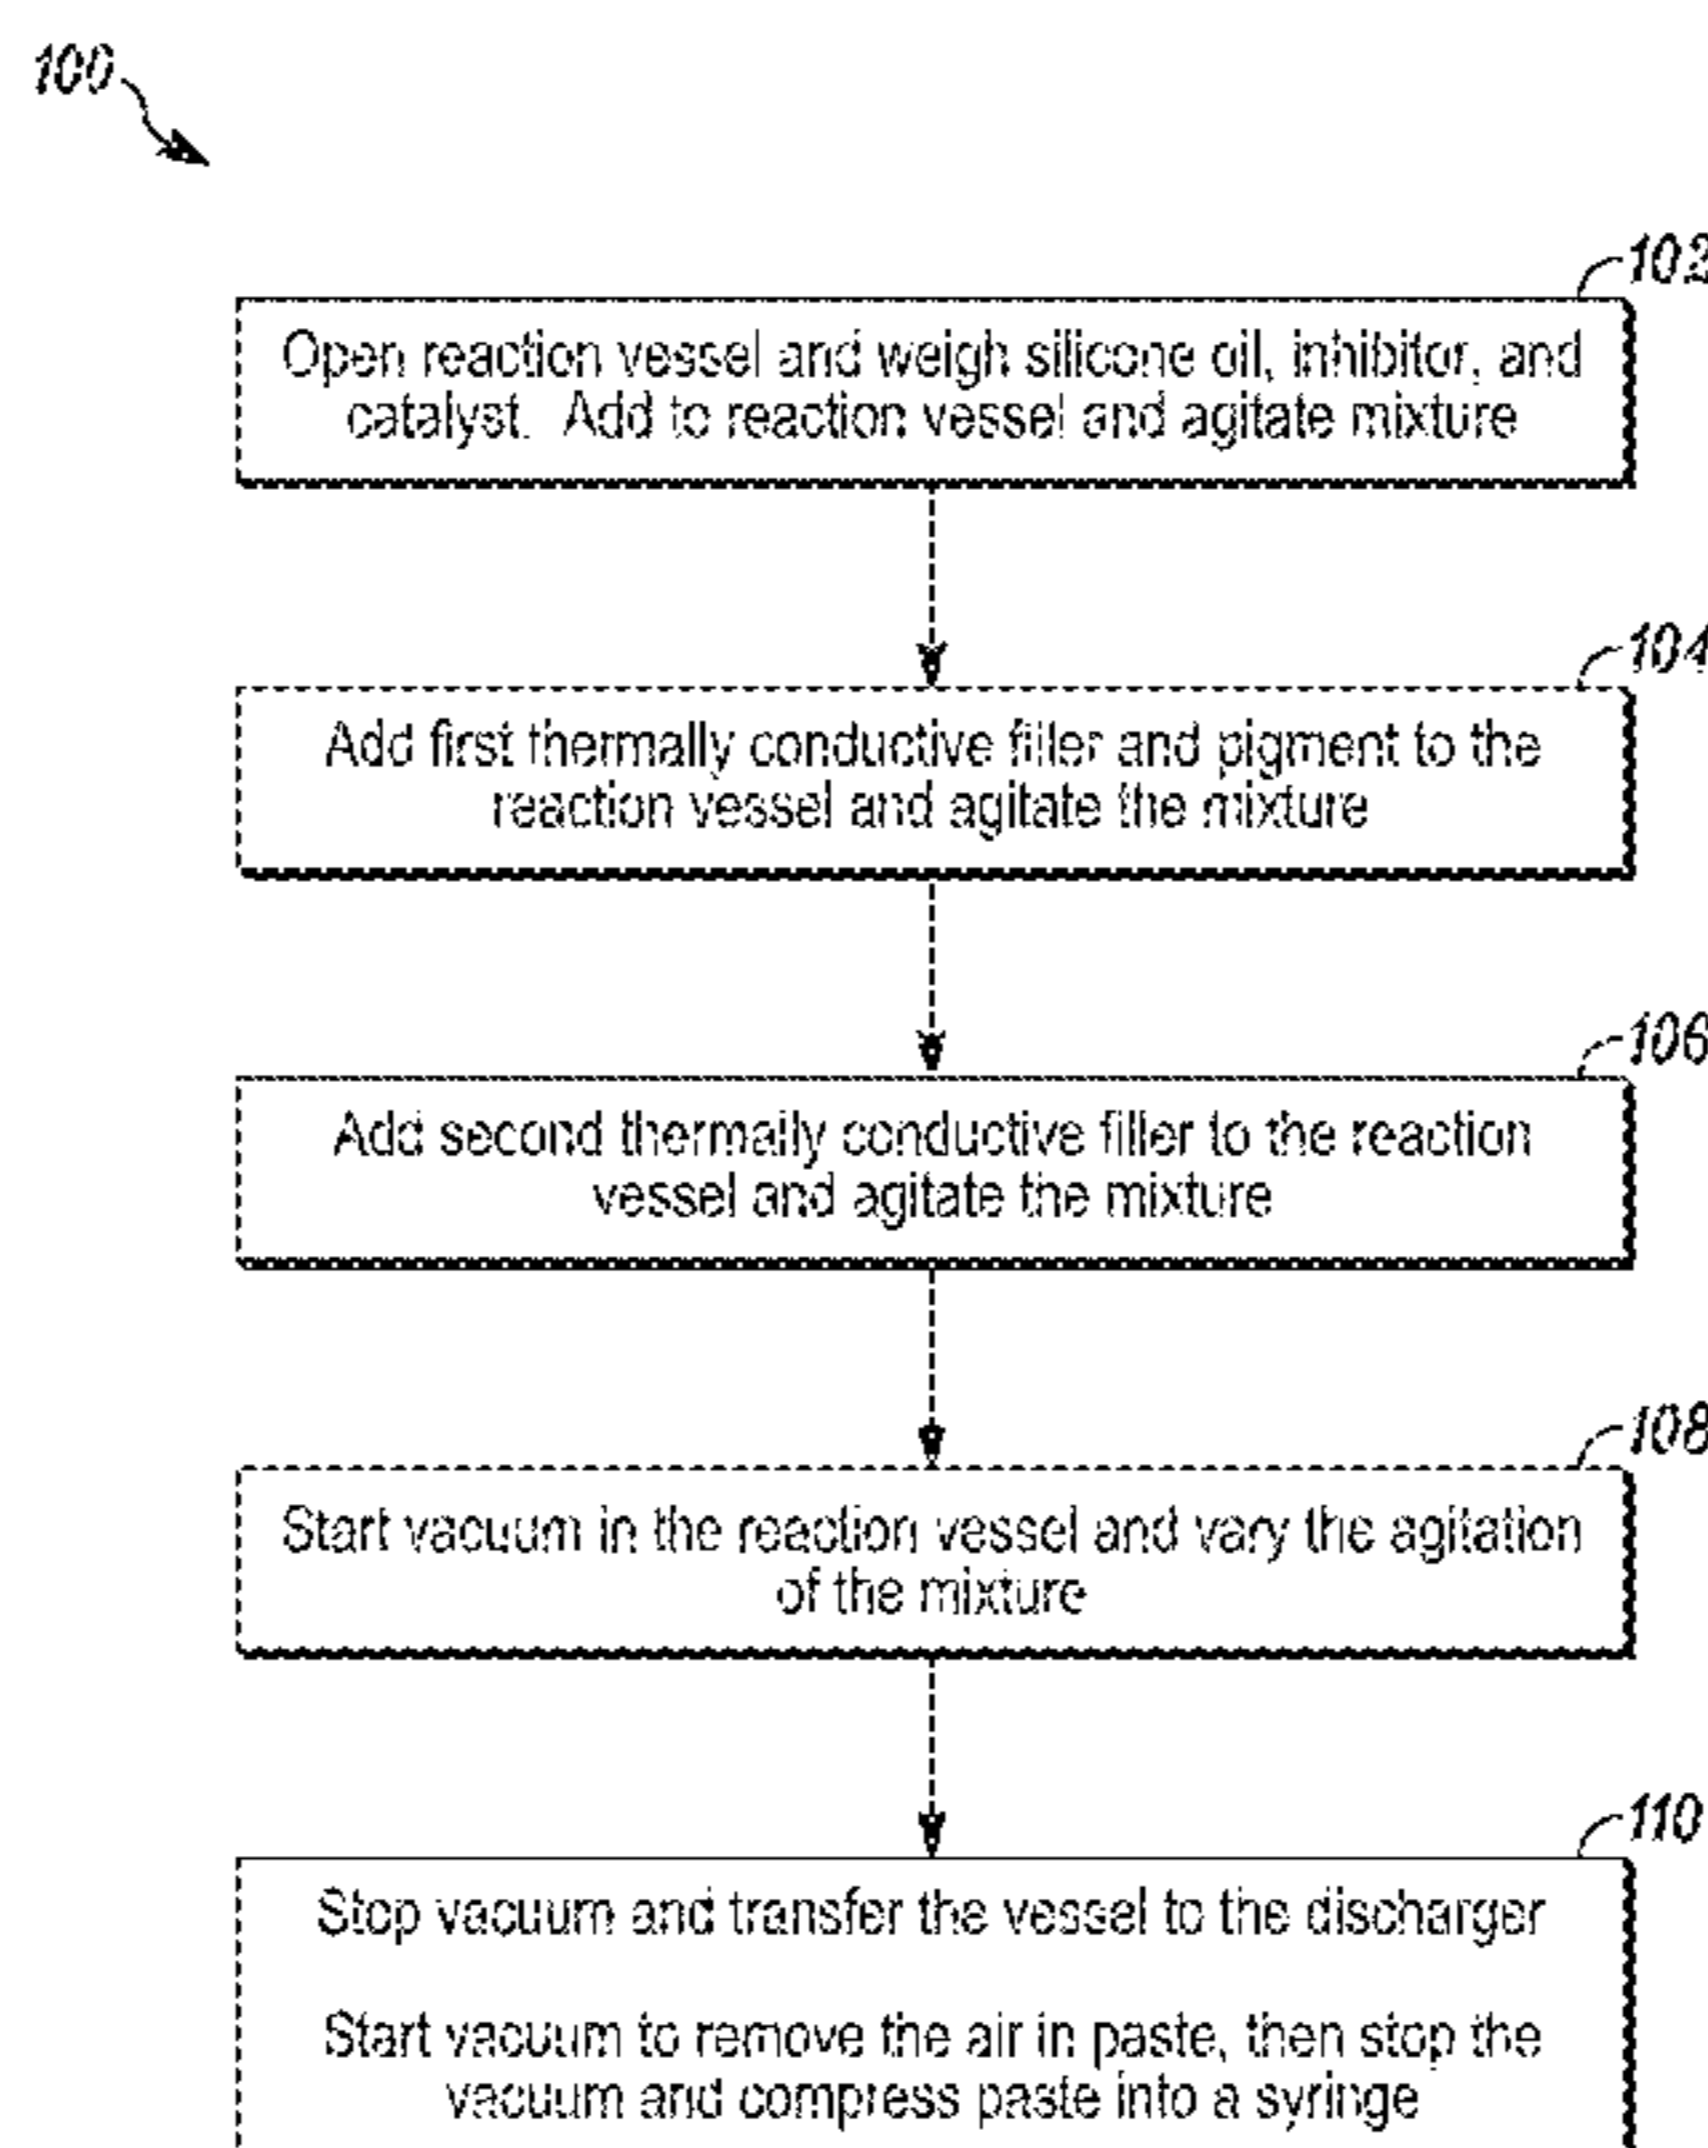 100
102
Open reaction vessel and weigh silicone oil, inhibitor, and
catalyst. Add to reaction vessel and agitate mixture
104
Add first thermally conductive filler and pigment to the
reaction vessel and agitate the mixture
106
Add second thermally conductive filler to the reaction
vessel and agitate the mixture
108
Start vacuum in the reaction vessel and vary the agitation
of the mixture
110
Stop vacuum and transfer the vessel to the discharger
Start vacuum to remove the air in paste, then stop the
vacuum and compress paste into a syringe